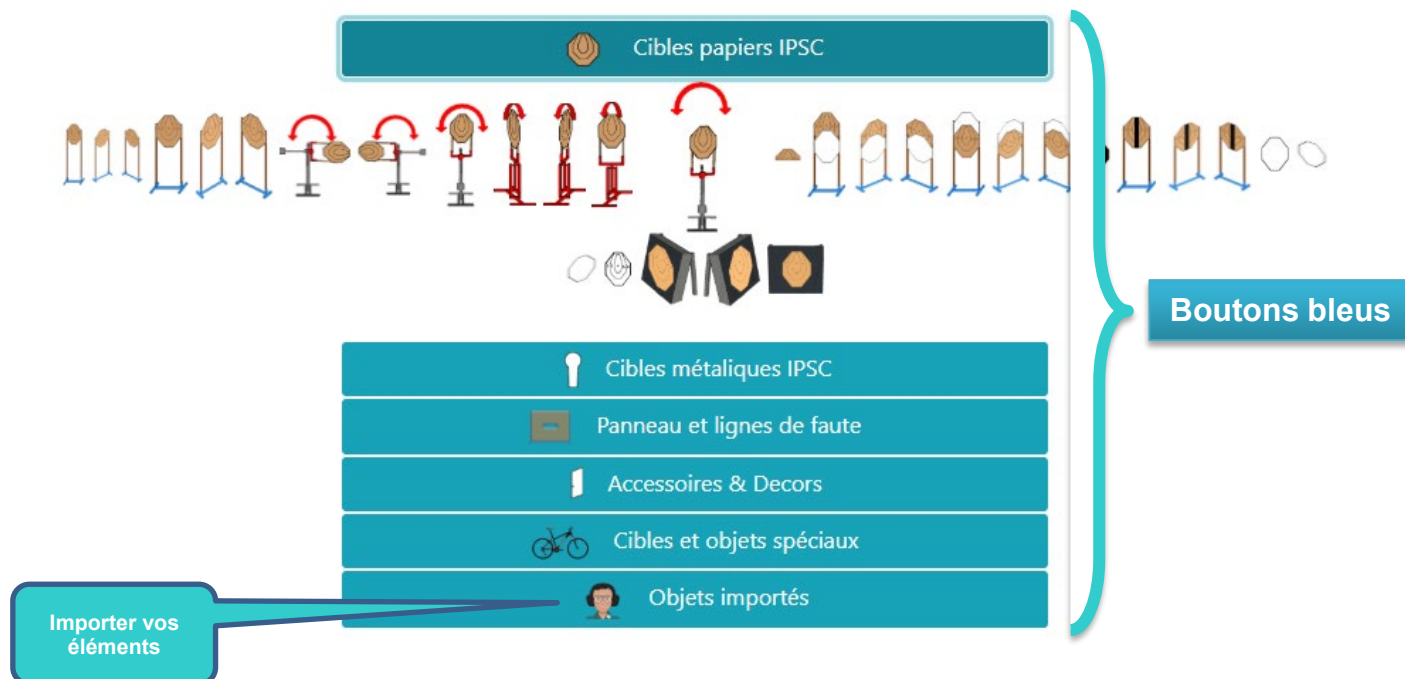 Cibles papiers IPSC
Boutons bleus
Cibles métaliques IPSC
Panneau et lignes de faute
Accessoires & Decors
Cibles et objets spéciaux
Objets importés
Importer vos
éléments